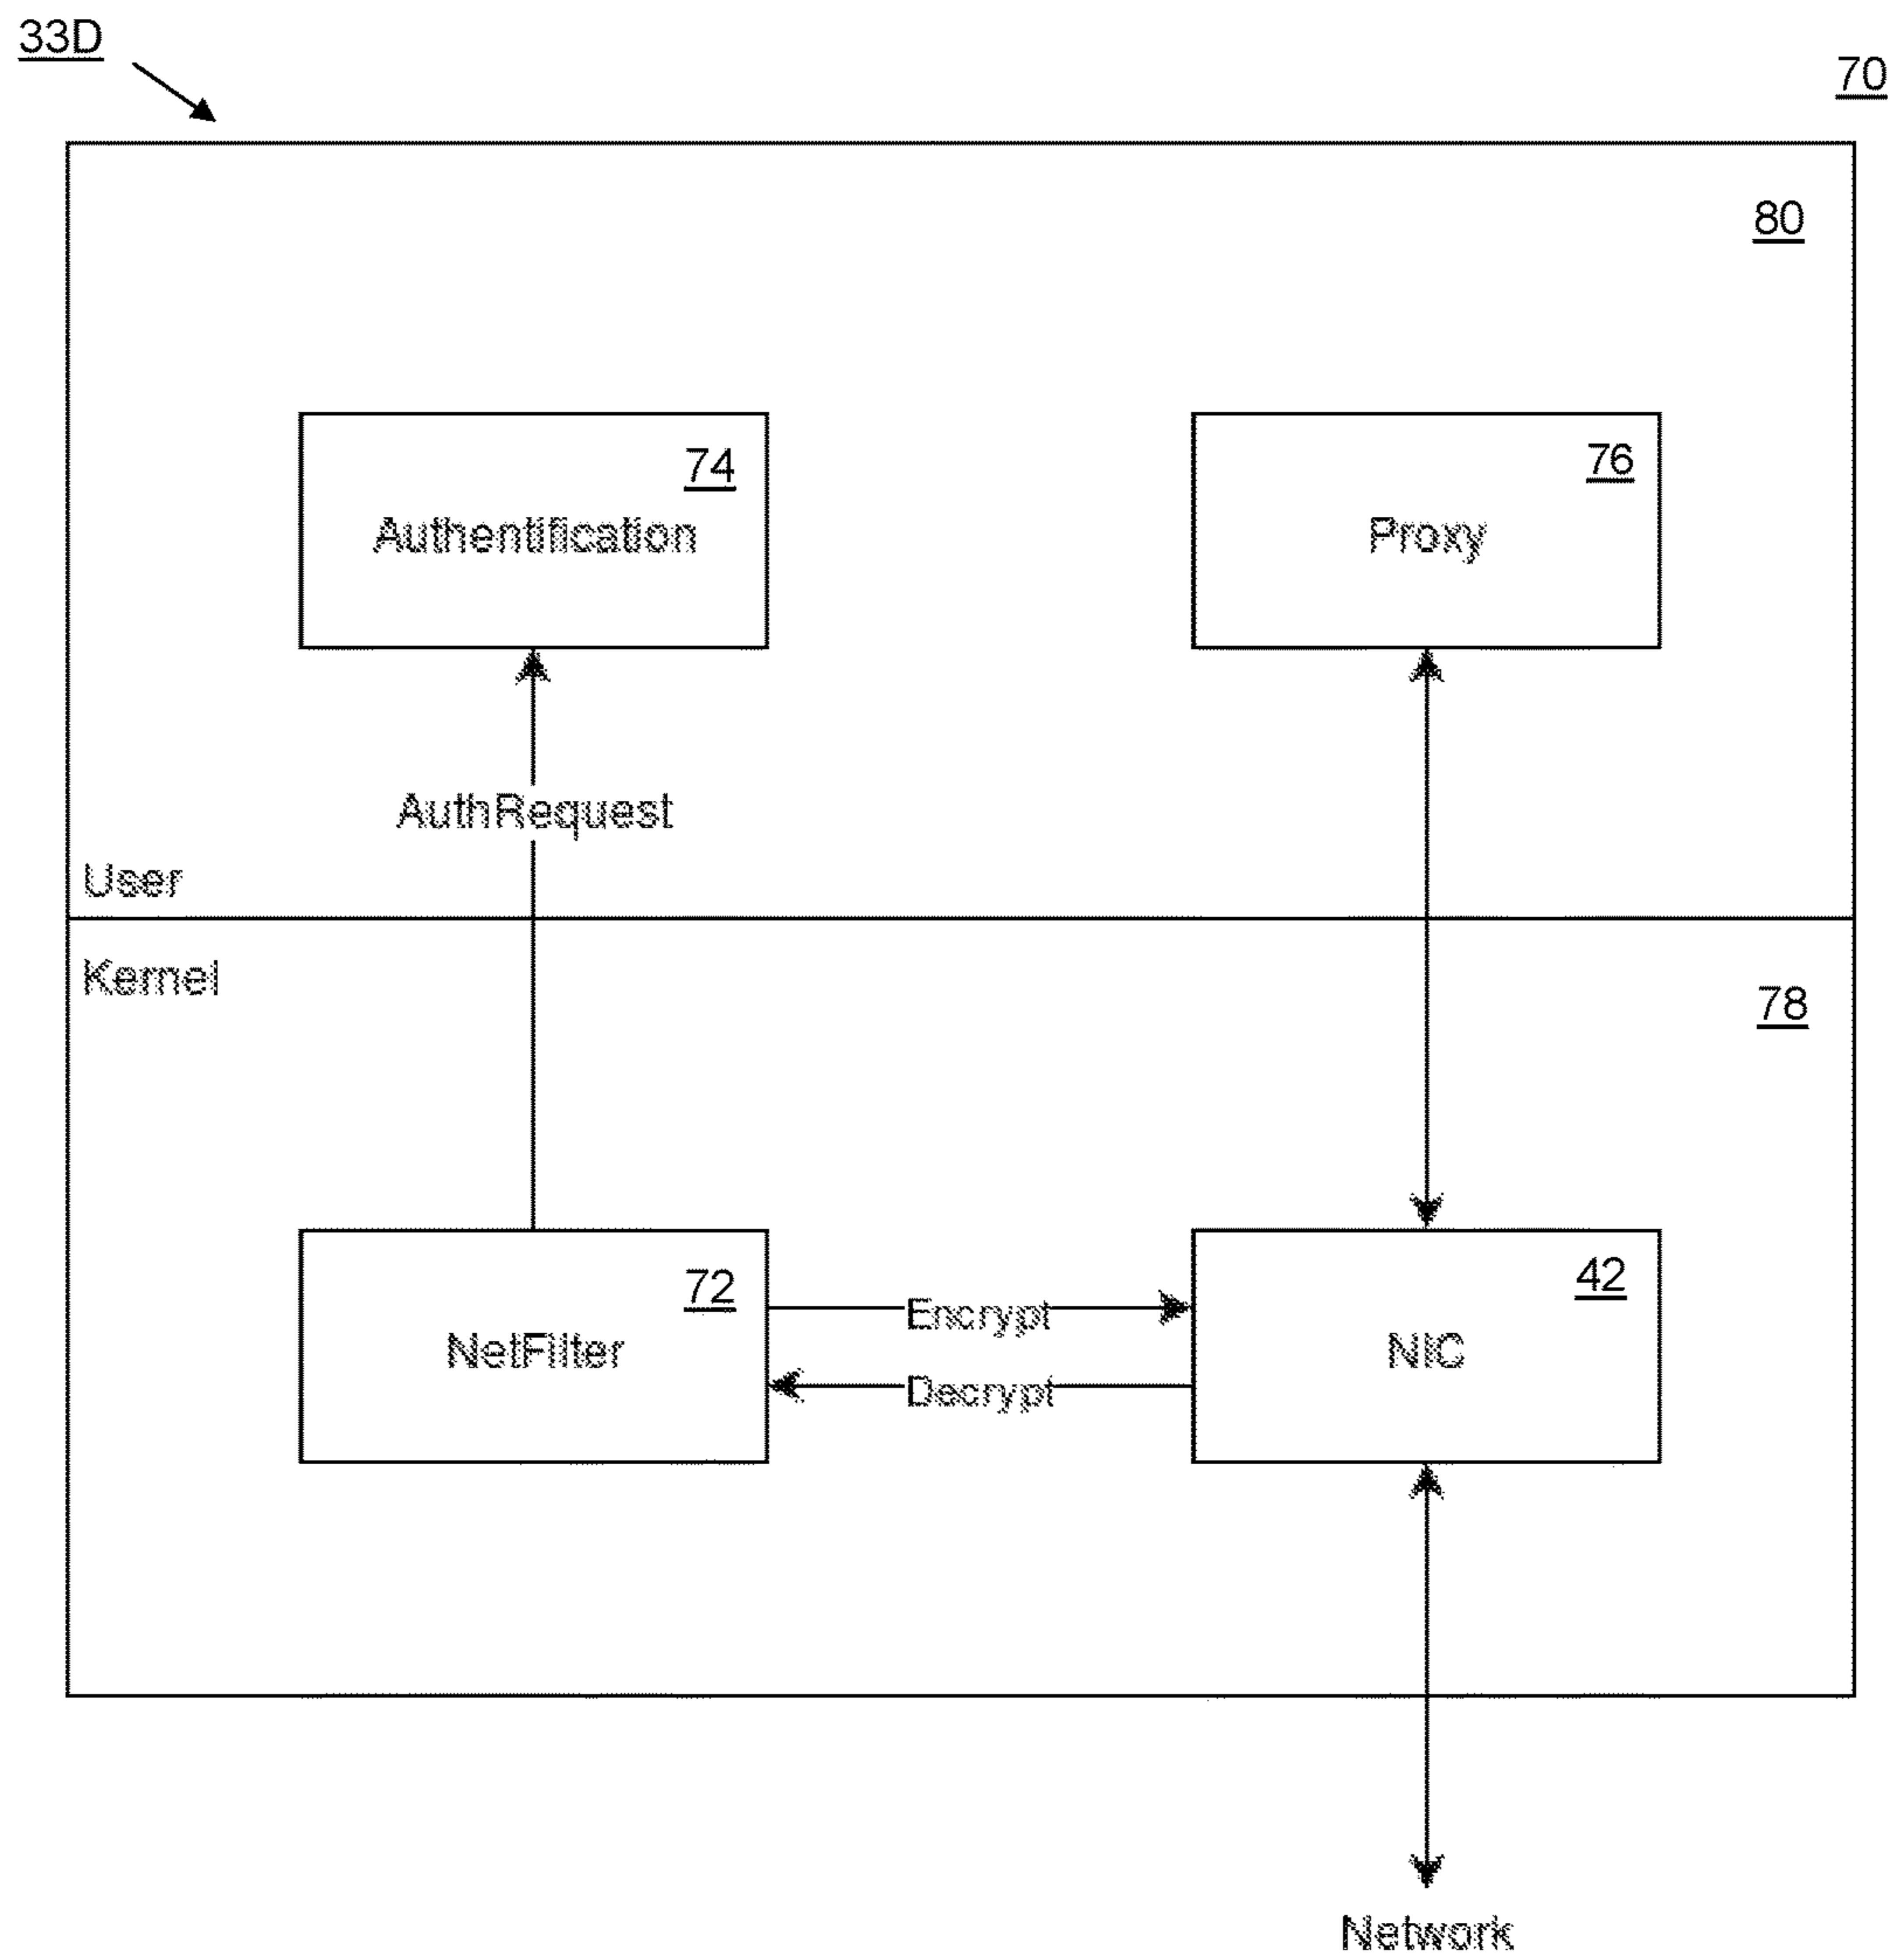 33D
70
80
74
Authentification
76
Proxy
AuthRequest
User
Kernel
78
72
NetFilter
Encrypt
Decrypt
42
NIC
Network